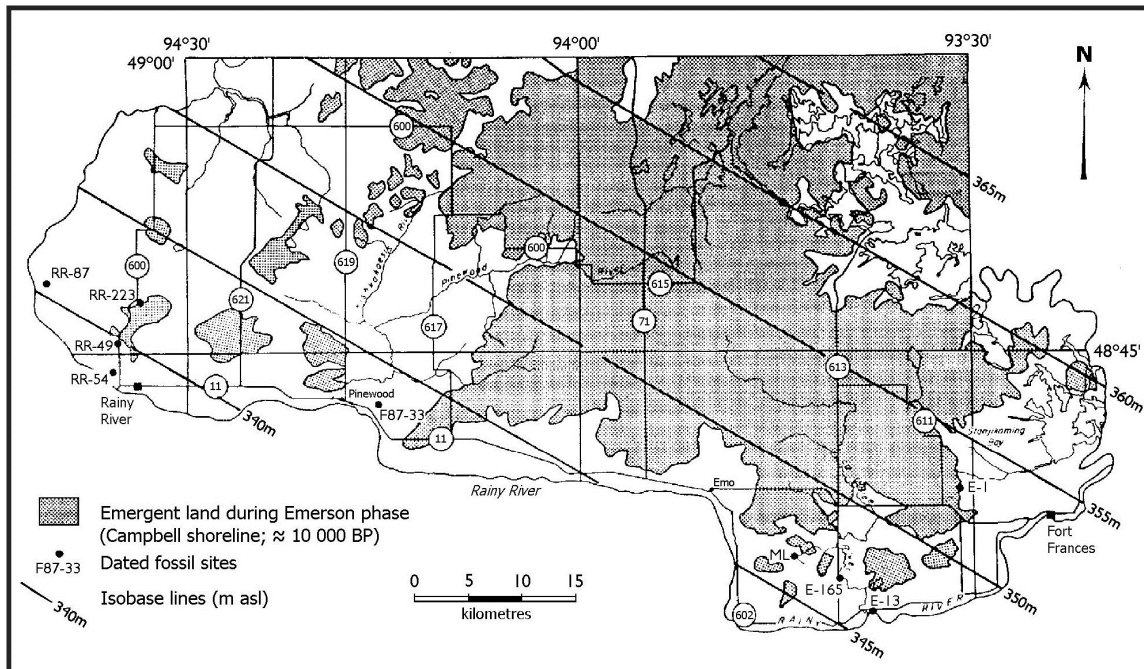 94°30'
94°00'
93°30'
49°00'
N
600
365m
RR-87
600
619
Pinewood
River
600
615
RR-223
621
617
71
RR-49
48°45'
613
360m
RR-54
11
Pinewood
F87-33
611
Rainy
River
340m
11
Stanjikoming
Bay
Rainy River
Emo
E-1
355m
Fort
Frances
Emergent land during Emerson phase
(Campbell shoreline; ≈ 10 000 BP)
F87-33
Dated fossil sites
ML
E-165
350m
340m
Isobase lines (m asl)
0 5 10 15
kilometres
602
RAINY
E-13
RIVER
345m